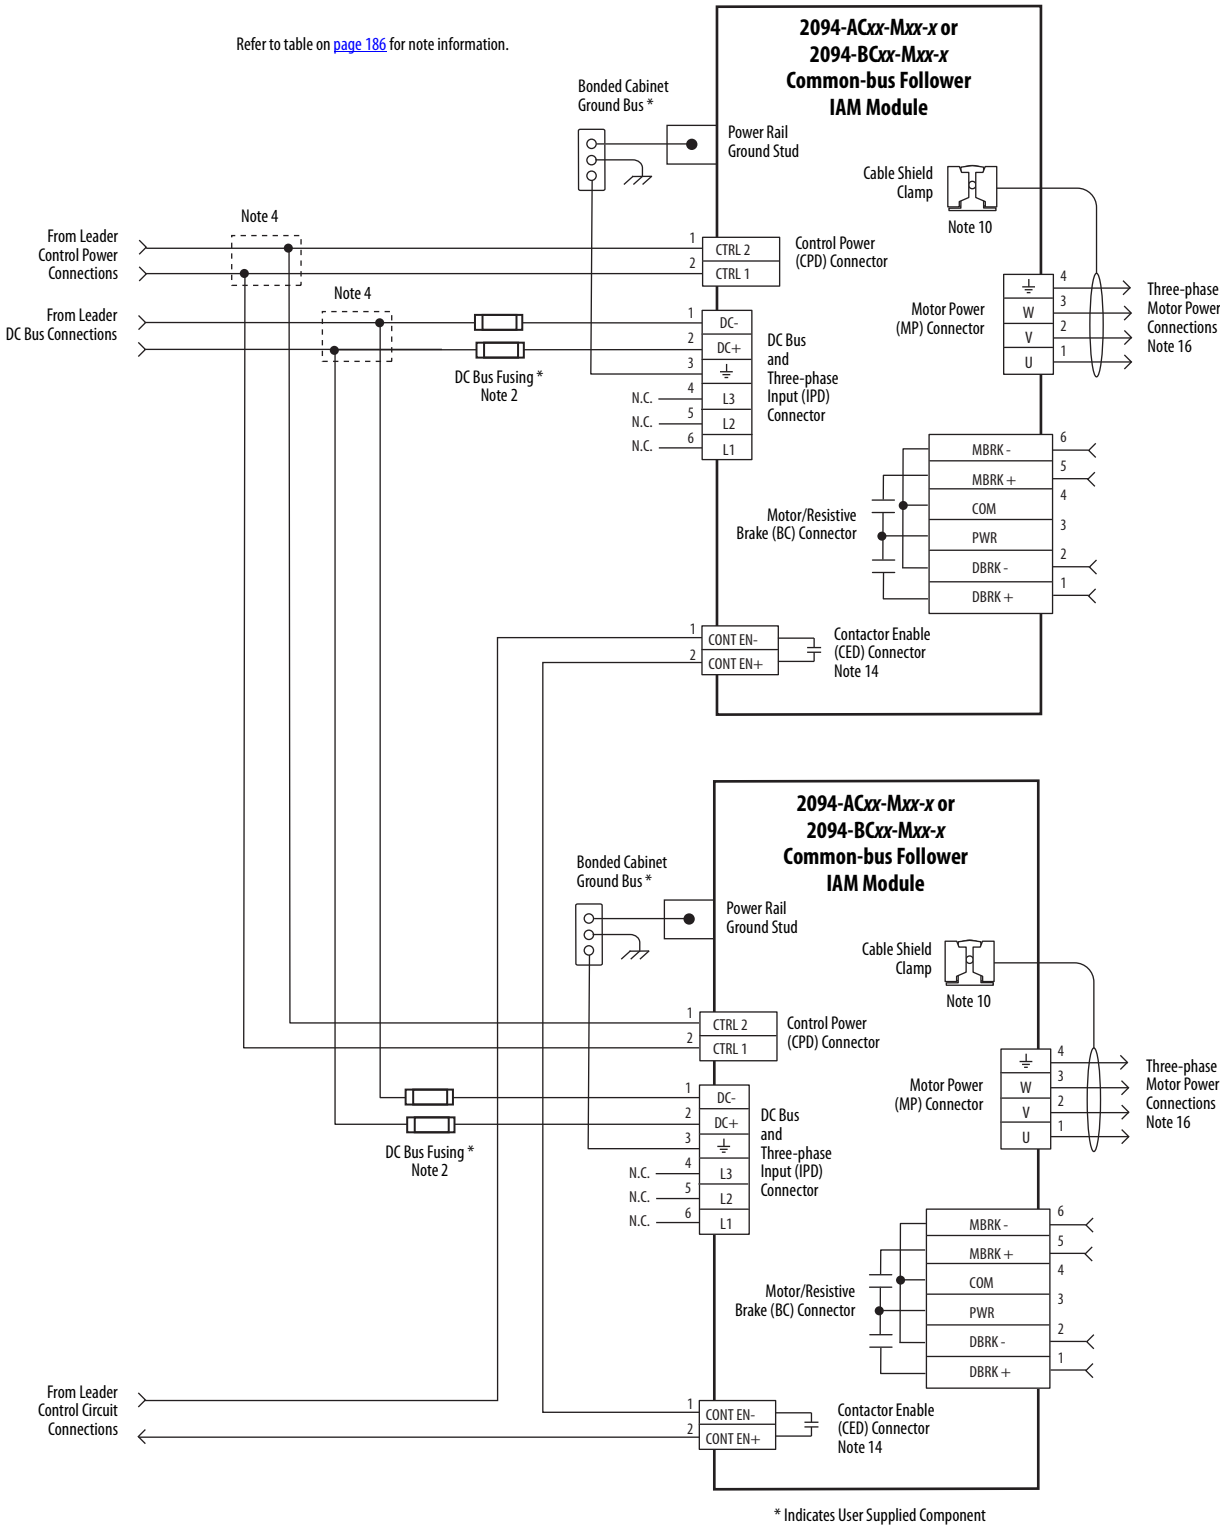 Refer to table on page 186 for note information.
2094-ACxx-Mxx-x or
2094-BCxx-Mxx-x
Common-bus Follower
IAM Module
Bonded Cabinet
Ground Bus *
Power Rail
Ground Stud
Cable Shield
Clamp
Note 10
Note 4
From Leader
Control Power
Connections
1
CTRL 2
2
CTRL 1
Control Power
(CPD) Connector
Note 4
From Leader
DC Bus Connections
DC Bus Fusing *
Note 2
1
DC-
2
DC+
3
4
L3
5
L2
6
L1
N.C.
N.C.
N.C.
DC Bus
and
Three-phase
Input (IPD)
Connector
Motor Power
(MP) Connector
4
W
3
V
2
U
1
Three-phase
Motor Power
Connections
Note 16
Motor/Resistive
Brake (BC) Connector
MBRK -
6
MBRK +
5
COM
4
PWR
3
DBRK -
2
DBRK +
1
1
CONT EN-
2
CONT EN+
Contactor Enable
(CED) Connector
Note 14
2094-ACxx-Mxx-x or
2094-BCxx-Mxx-x
Common-bus Follower
IAM Module
Bonded Cabinet
Ground Bus *
Power Rail
Ground Stud
Cable Shield
Clamp
Note 10
1
CTRL 2
2
CTRL 1
Control Power
(CPD) Connector
DC Bus Fusing *
Note 2
1
DC-
2
DC+
3
4
L3
5
L2
6
L1
N.C.
N.C.
N.C.
DC Bus
and
Three-phase
Input (IPD)
Connector
Motor Power
(MP) Connector
4
W
3
V
2
U
1
Three-phase
Motor Power
Connections
Note 16
Motor/Resistive
Brake (BC) Connector
MBRK -
6
MBRK +
5
COM
4
PWR
3
DBRK -
2
DBRK +
1
From Leader
Control Circuit
Connections
1
CONT EN-
2
CONT EN+
Contactor Enable
(CED) Connector
Note 14
* Indicates User Supplied Component